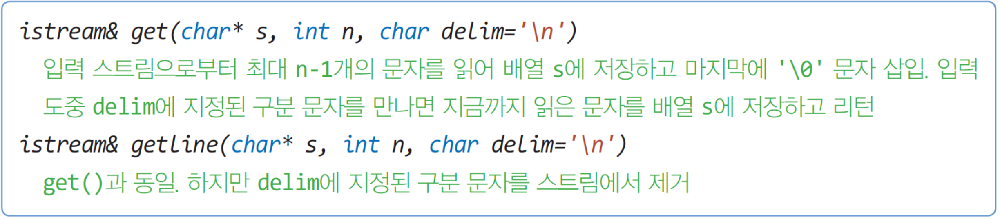 istream& get(char* s, int n, char delim='\n')
입력 스트림으로부터 최대 n-1개의 문자를 읽어 배열 s에 저장하고 마지막에 '\0' 문자 삽입. 입력
도중 delim에 지정된 구분 문자를 만나면 지금까지 읽은 문자를 배열 s에 저장하고 리턴
istream& getline(char* s, int n, char delim='\n')
get()과 동일. 하지만 delim에 지정된 구분 문자를 스트림에서 제거